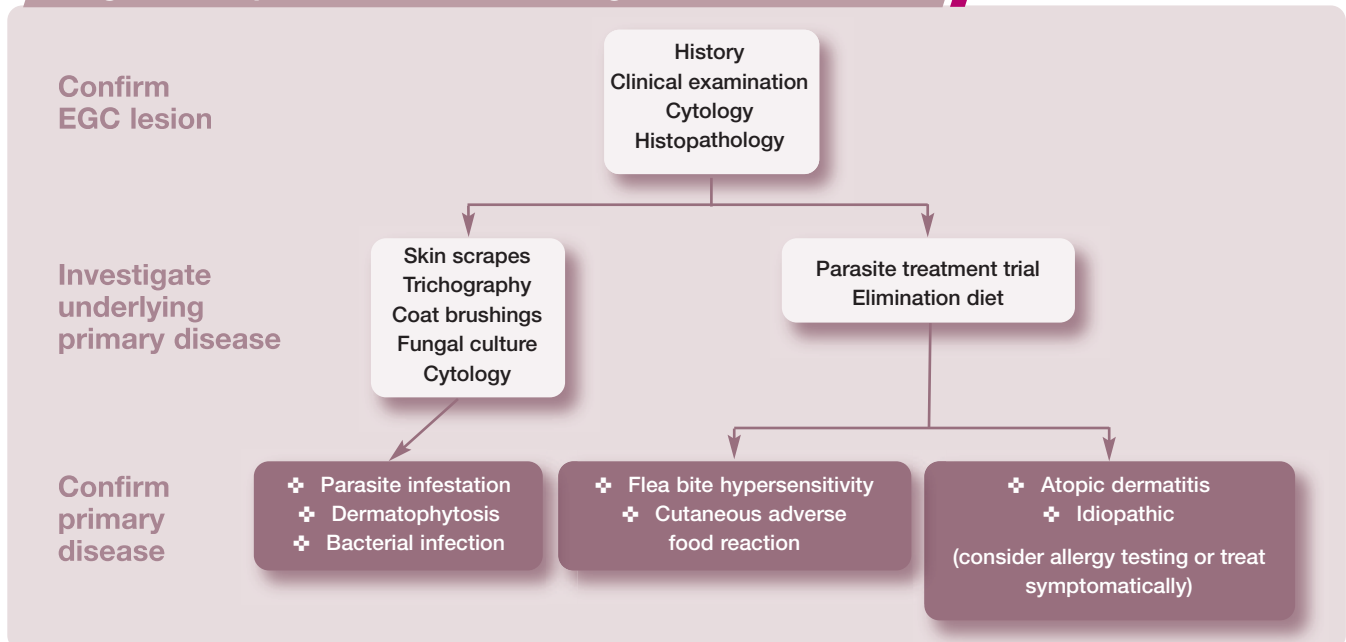 Confirm
EGC lesion
History
Clinical examination
Cytology
Histopathology
Investigate
underlying
primary disease
Skin scrapes
Trichography
Coat brushings
Fungal culture
Cytology
Parasite treatment trial
Elimination diet
Confirm
primary
disease
❖ Parasite infestation
❖ Dermatophytosis
❖ Bacterial infection
❖ Flea bite hypersensitivity
❖ Cutaneous adverse
food reaction
❖ Atopic dermatitis
❖ Idiopathic
(consider allergy testing or treat
symptomatically)